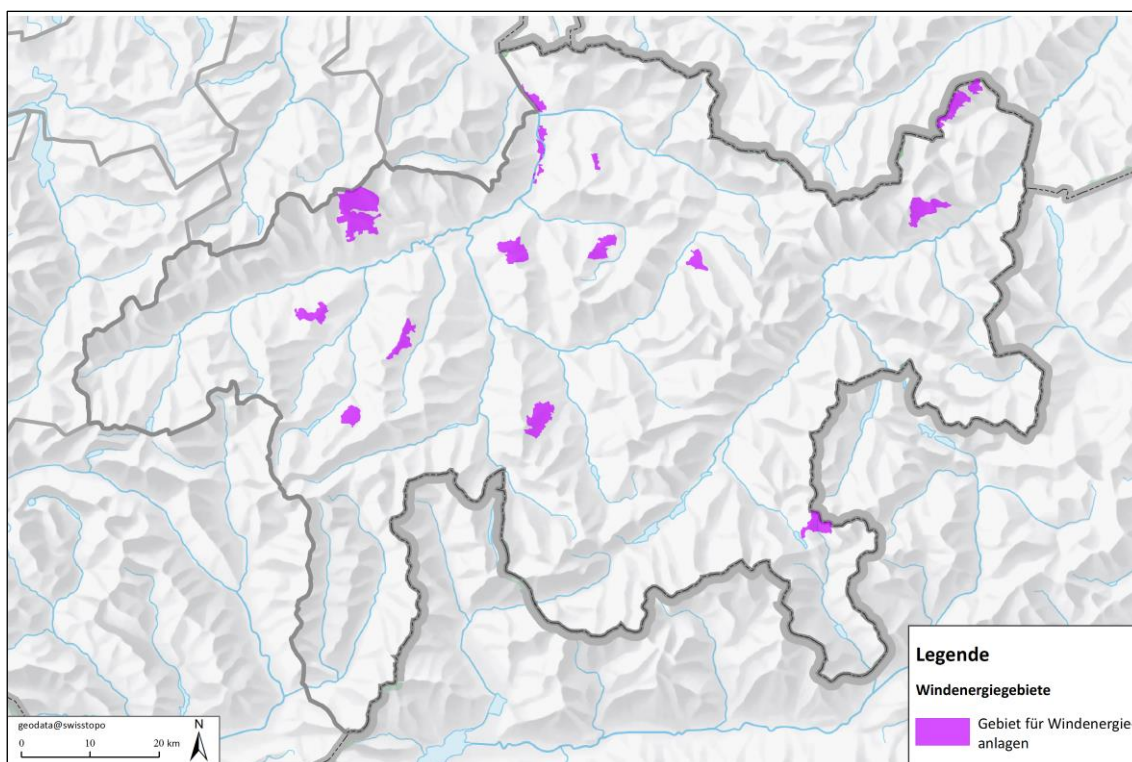 Legende
Windenergiegebiete
Gebiet für Windenergie-
anlagen
geodata@swisstopo
N
0 10 20 km